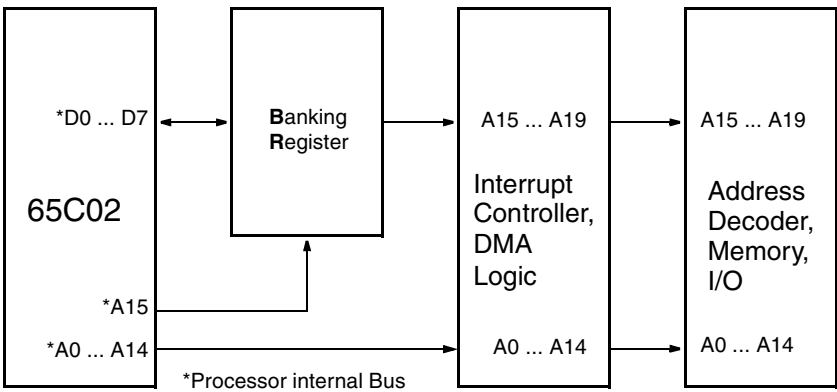 *D0 ... D7
65C02
*A15
*A0 ... A14
Banking
Register
A15 ... A19
Interrupt
Controller,
DMA
Logic
A0 ... A14
A15 ... A19
Address
Decoder,
Memory,
I/O
A0 ... A14
*Processor internal Bus